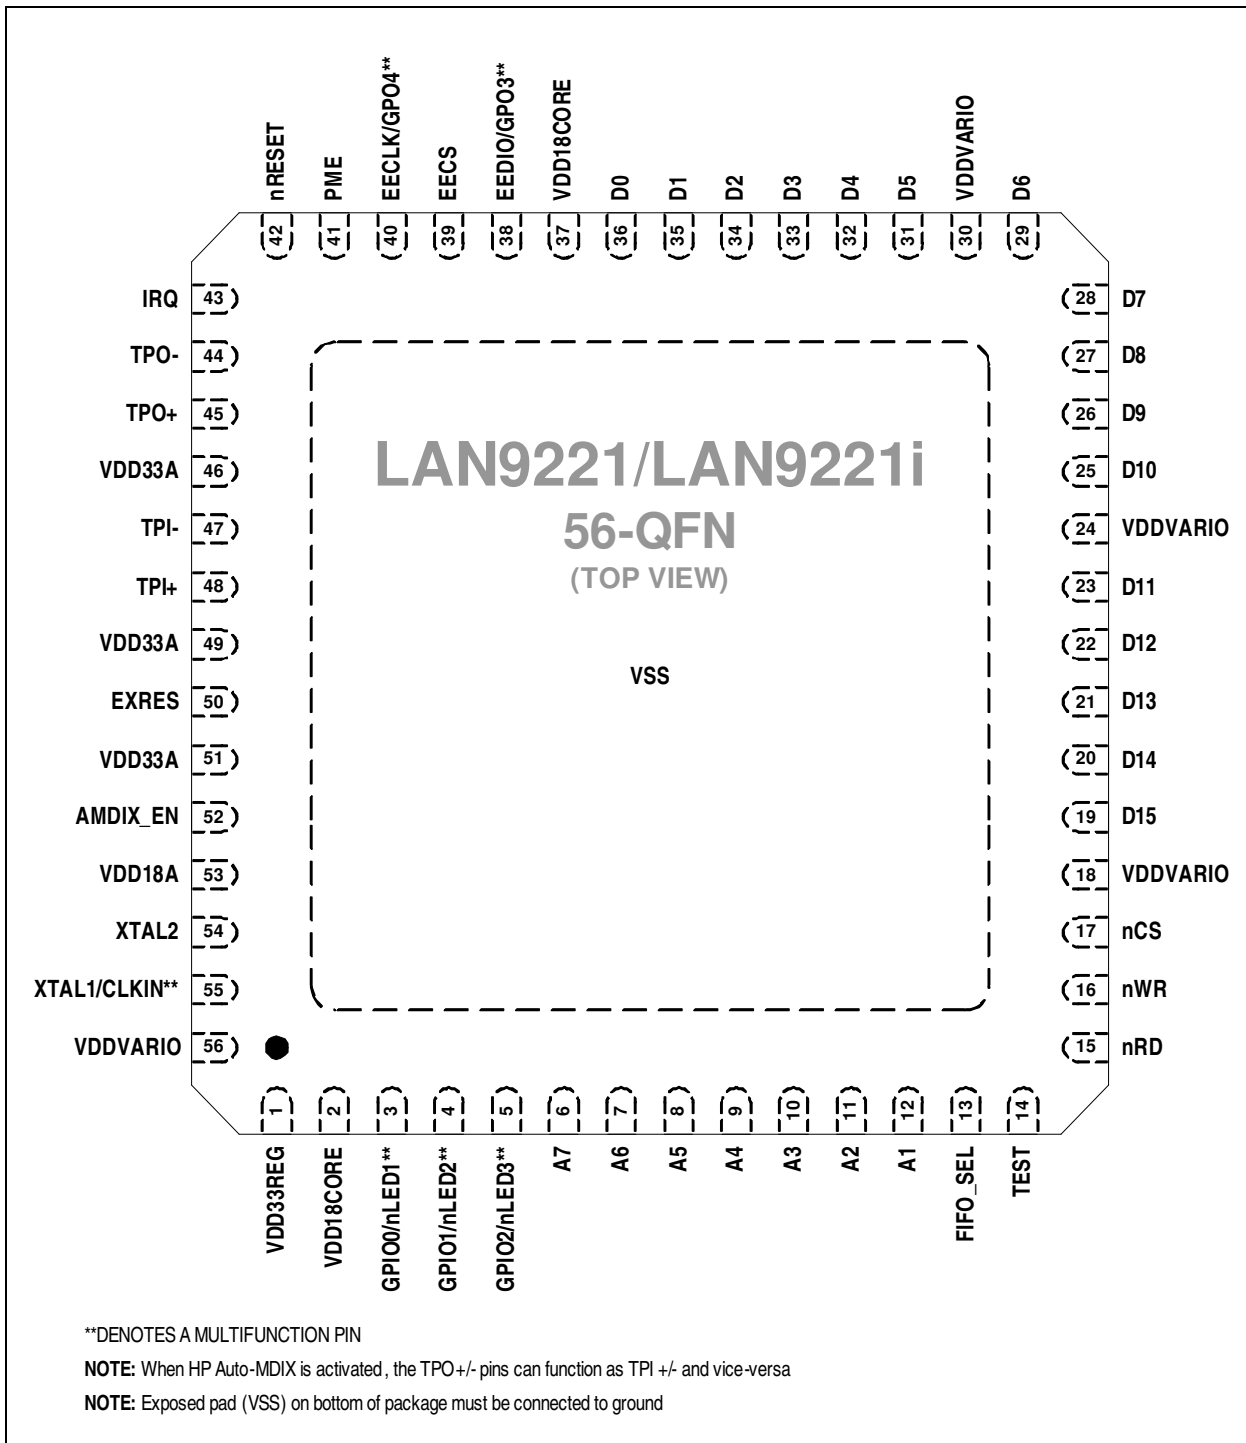 nRESET
PME
EECLK/GPO4**
EECS
EEDIO/GPO3**
VDD18CORE
D0
D1
D2
D3
D4
D5
VDDVARIO
D6
42
41
40
39
38
37
36
35
34
33
32
31
30
29
IRQ 43
28 D7
TPO- 44
27 D8
TPO+ 45
26 D9
VDD33A 46
25 D10
TPI- 47
24 VDDVARIO
TPI+ 48
23 D11
VDD33A 49
22 D12
EXRES 50
21 D13
VDD33A 51
20 D14
AMDIX_EN 52
19 D15
VDD18A 53
18 VDDVARIO
XTAL2 54
17 nCS
XTAL1/CLKIN** 55
16 nWR
VDDVARIO 56
15 nRD
LAN9221/LAN9221i
56-QFN
(TOP VIEW)
VSS
1
2
3
4
5
6
7
8
9
10
11
12
13
14
VDD33REG
VDD18CORE
GPIO0/nLED1**
GPIO1/nLED2**
GPIO2/nLED3**
A7
A6
A5
A4
A3
A2
A1
FIFO_SEL
TEST
**DENOTES A MULTIFUNCTION PIN
NOTE: When HP Auto-MDIX is activated, the TPO+/- pins can function as TPI +/- and vice-versa
NOTE: Exposed pad (VSS) on bottom of package must be connected to ground